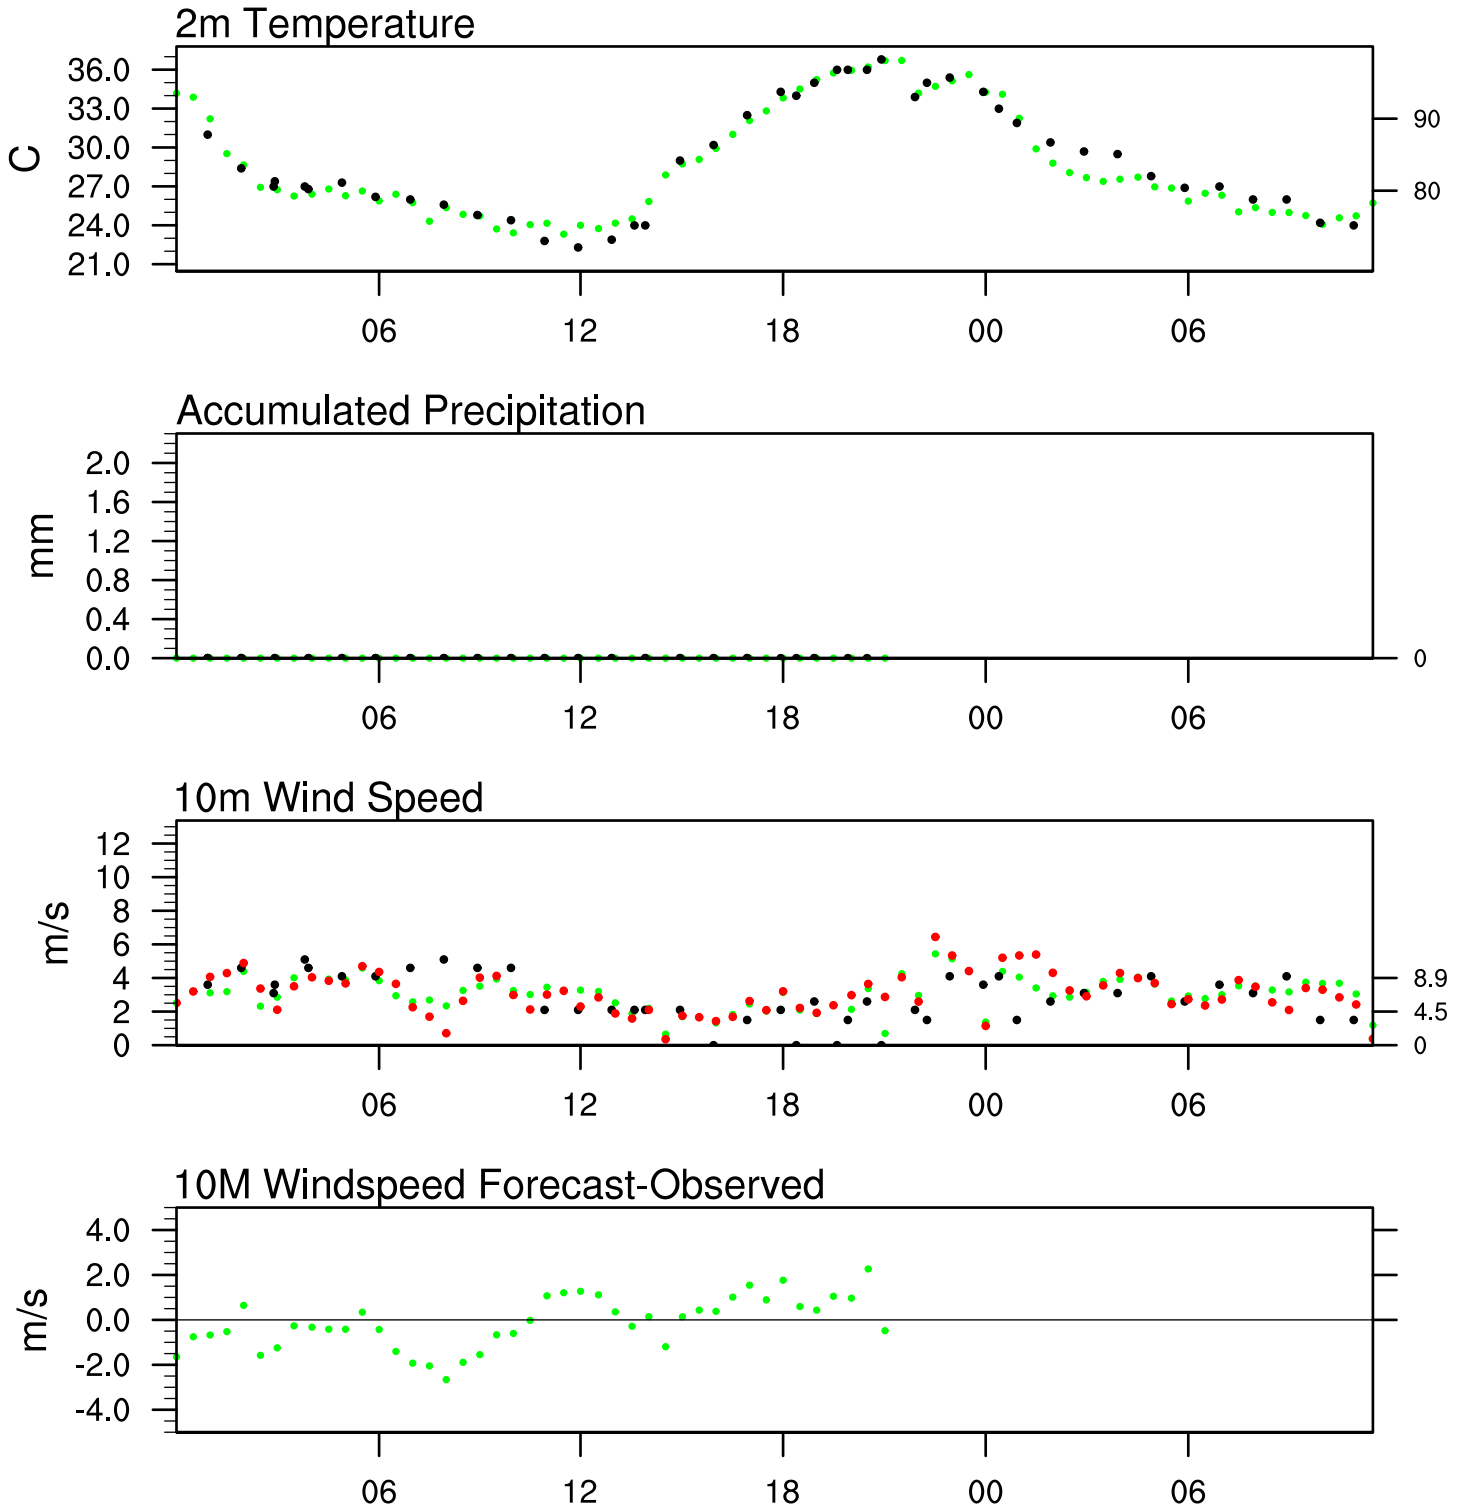 2m Temperature
C
36.0
33.0
30.0
27.0
24.0
21.0
90
80
06 12 18 00 06
Accumulated Precipitation
mm
2.0
1.6
1.2
0.8
0.4
0.0
0
06 12 18 00 06
10m Wind Speed
m/s
12
10
8
6
4
2
0
8.9
4.5
0
06 12 18 00 06
10M Windspeed Forecast-Observed
m/s
4.0
2.0
0.0
-2.0
-4.0
06 12 18 00 06